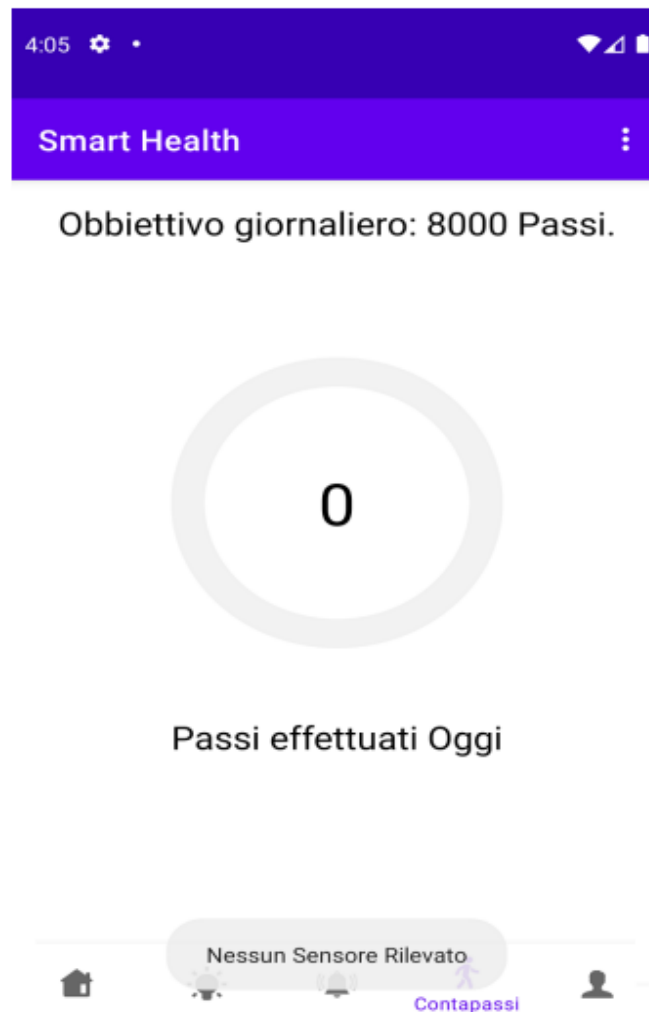 4:05
Smart Health
Obbiettivo giornaliero: 8000 Passi.
0
Passi effettuati Oggi
Nessun Sensore Rilevato
Contapassi